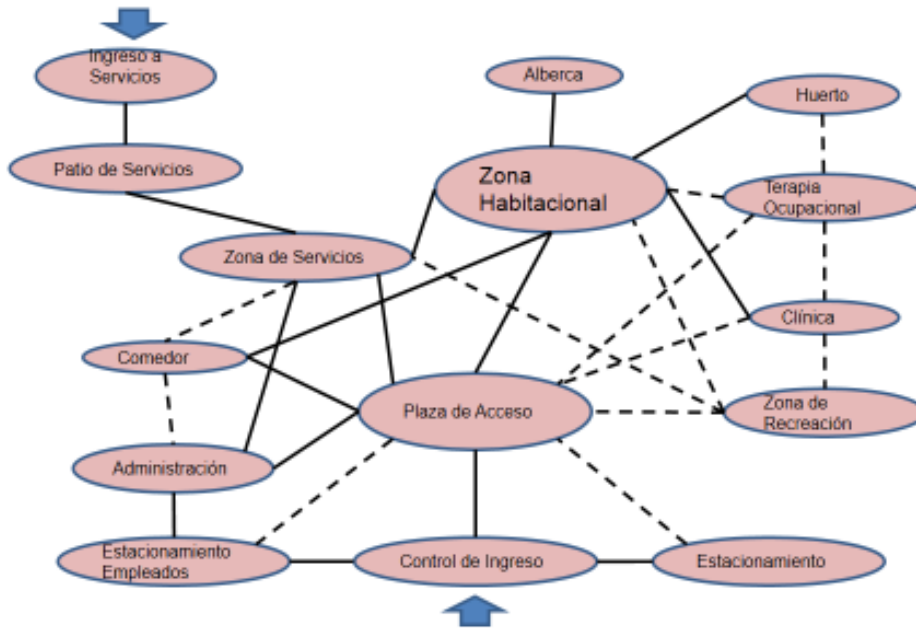 Ingreso a
Servicios
Alberca
Huerto
Patio de Servicios
Zona
Habitacional
Terapia
Ocupacional
Zona de Servicios
Clínica
Comedor
Plaza de Acceso
Zona de
Recreación
Administración
Estacionamiento
Empleados
Control de Ingreso
Estacionamiento